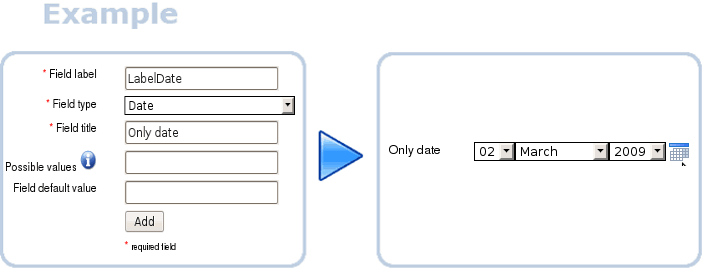 Example
* Field label LabelDate
* Field type Date
* Field title Only date
Possible values i
Field default value
Add
* required field
Only date 02 March 2009